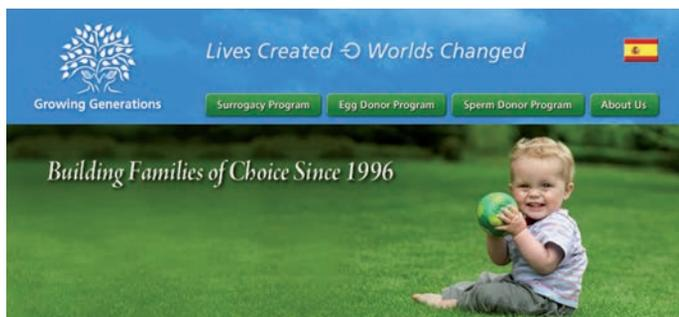 Lives Created Worlds Changed
Growing Generations
Surrogacy Program Egg Donor Program Sperm Donor Program About Us
Building Families of Choice Since 1996